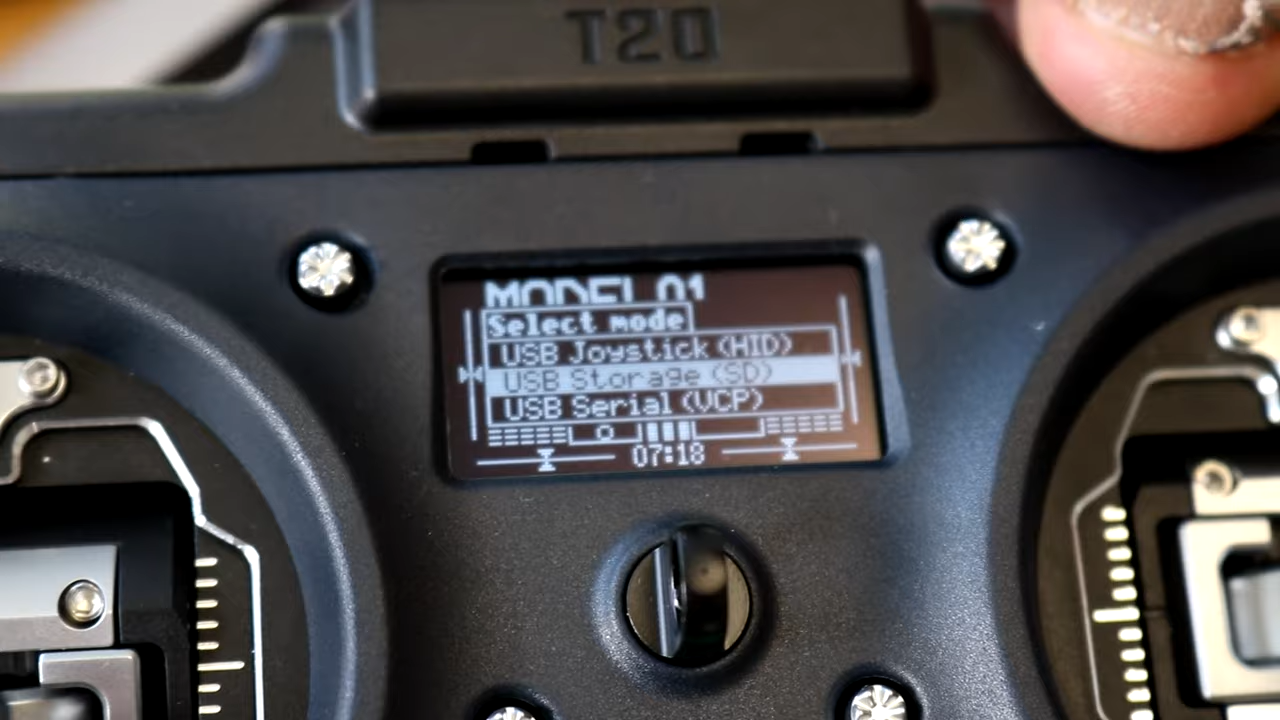 T20
MODEL01
Select mode
USB Joystick (HID)
USB Storage (SD)
USB Serial (VCP)
07:18